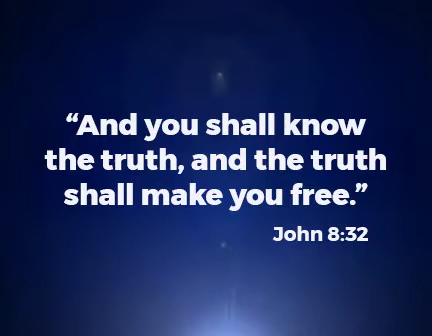 “And you shall know
the truth, and the truth
shall make you free.”
John 8:32